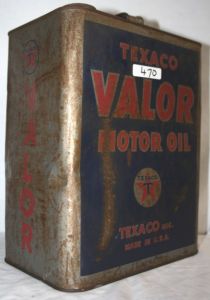 TEXACO
470
VALOR
MOTOR OIL
TEXACO
T
TEXACO INC.
MADE IN U.S.A.
T
VALOR